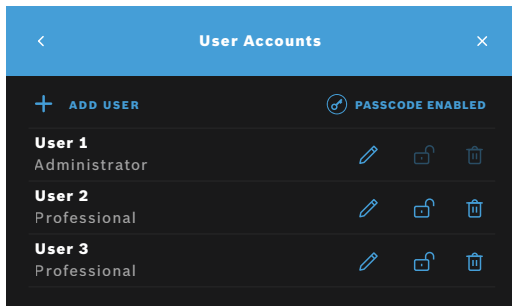 User Accounts
ADD USER
PASSCODE ENABLED
User 1
Administrator
User 2
Professional
User 3
Professional